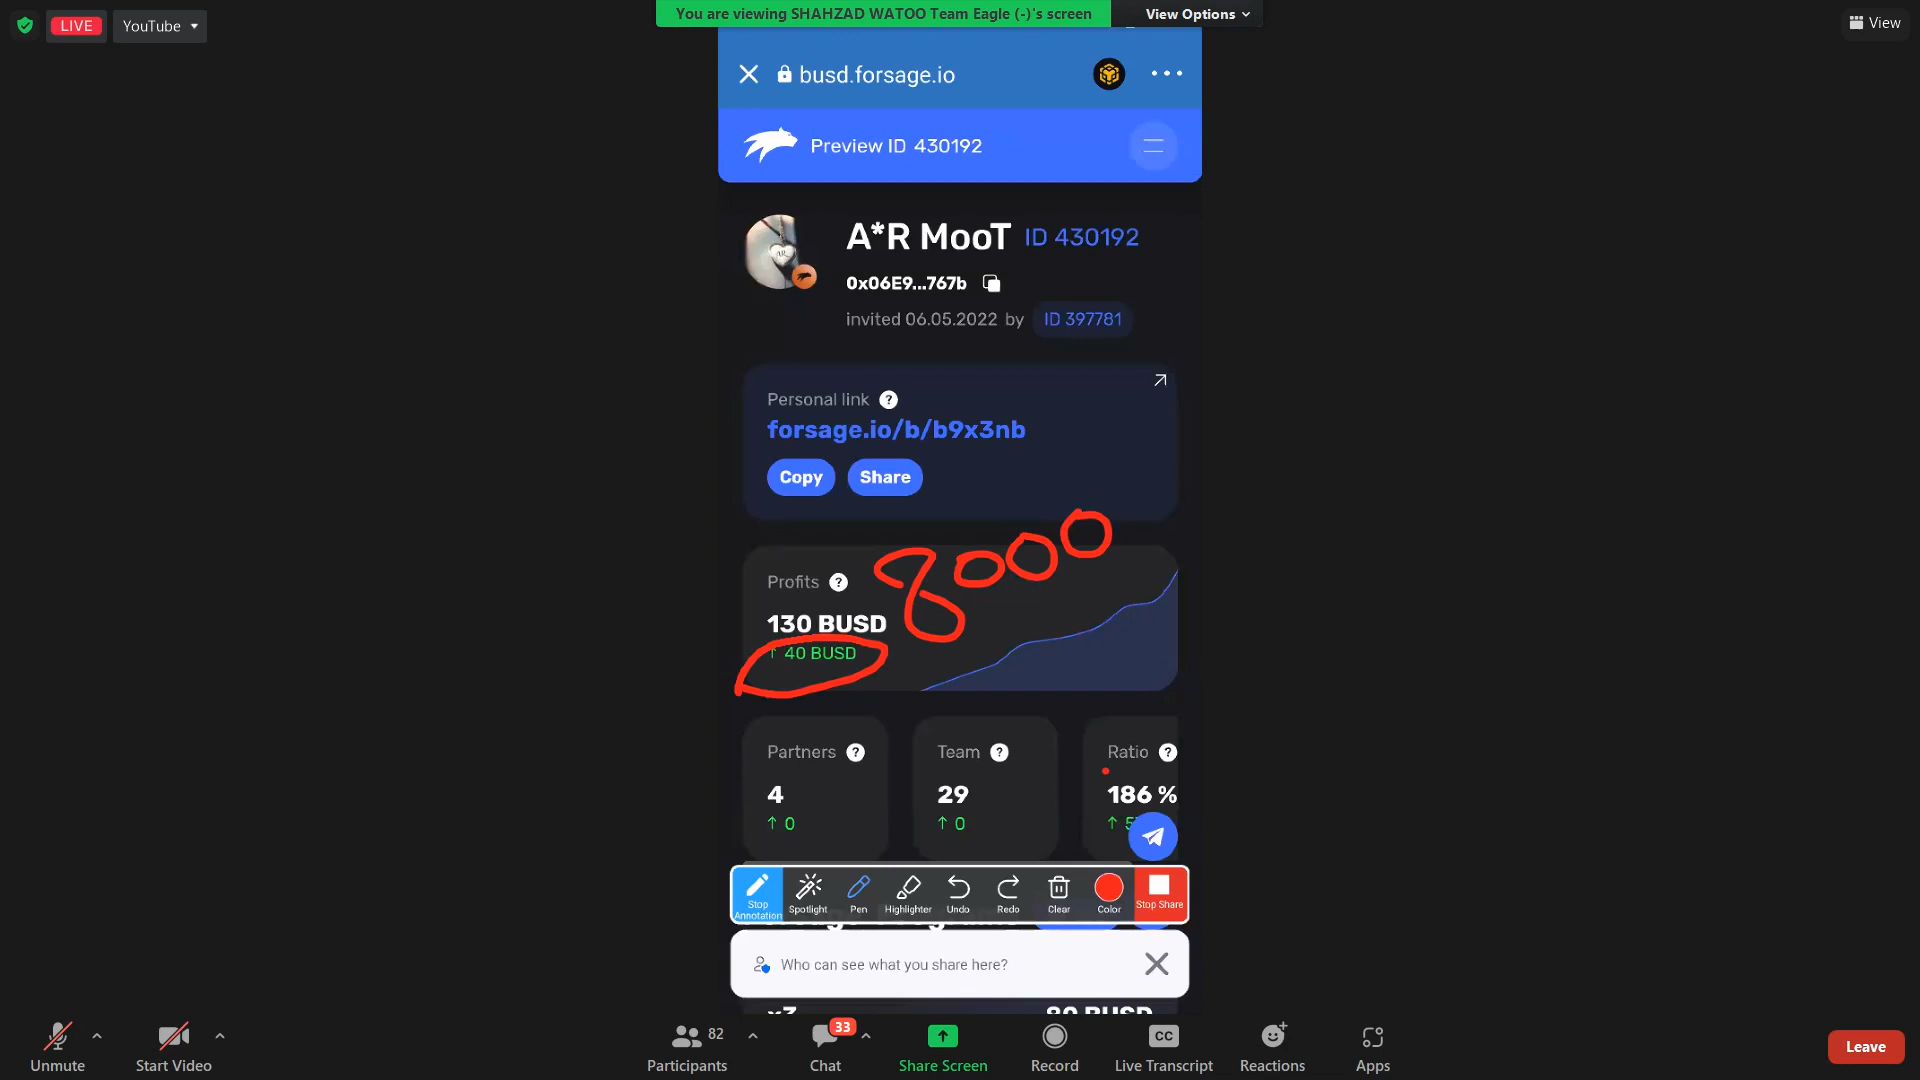 LIVE
YouTube
You are viewing SHAHZAD WATOO Team Eagle (-)'s screen
View Options
View
busd.forsage.io
Preview ID 430192
A*R MooT ID 430192
0x06E9...767b
invited 06.05.2022 by ID 397781
Personal link ?
forsage.io/b/b9x3nb
Copy Share
8000
Profits ?
130 BUSD
↑ 40 BUSD
Partners ? Team ? Ratio ?
4 29 186 %
↑ 0 ↑ 0 ↑
Stop Annotation Spotlight Pen Highlighter Undo Redo Clear Color Stop Share
Who can see what you share here?
x3 80 BUSD
82 33 CC
Unmute Start Video Participants Chat Share Screen Record Live Transcript Reactions Apps Leave